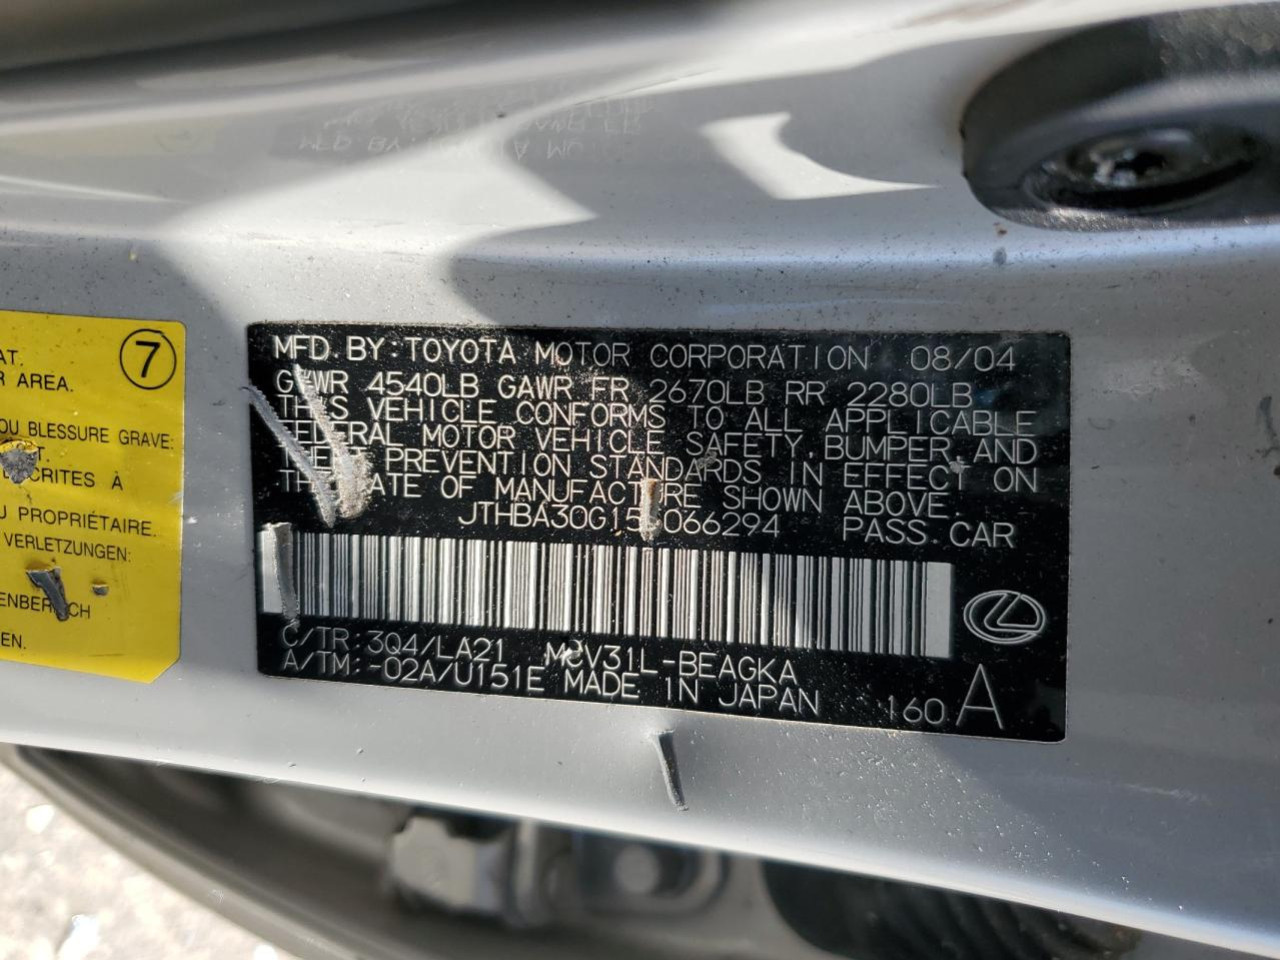 AT.
R AREA.
7
OU BLESSURE GRAVE:
T.
CRITES À
U PROPRIÉTAIRE.
VERLETZUNGEN:
EN.
MFD. BY: TOYOTA MOTOR CORPORATION 08/04
GVWR 4540LB GAWR FR 2670LB RR 2280LB
THIS VEHICLE CONFORMS TO ALL APPLICABLE
FEDERAL MOTOR VEHICLE SAFETY, BUMPER, AND
THEFT PREVENTION STANDARDS IN EFFECT ON
THE DATE OF MANUFACTURE SHOWN ABOVE.
JTHBA30G15 066294 PASS. CAR
C/TR: 3Q4/LA21 MCV31L-BEAGKA
A/TM: -02A/U151E MADE IN JAPAN
160 A